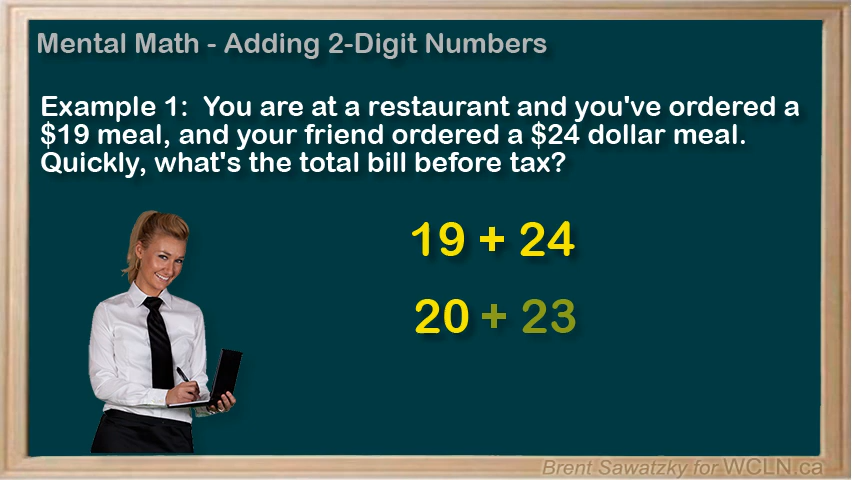 Mental Math - Adding 2-Digit Numbers
Example 1: You are at a restaurant and you've ordered a
$19 meal, and your friend ordered a $24 dollar meal.
Quickly, what's the total bill before tax?
19 + 24
20 + 23
Brent Sawatzky for WCLN.ca